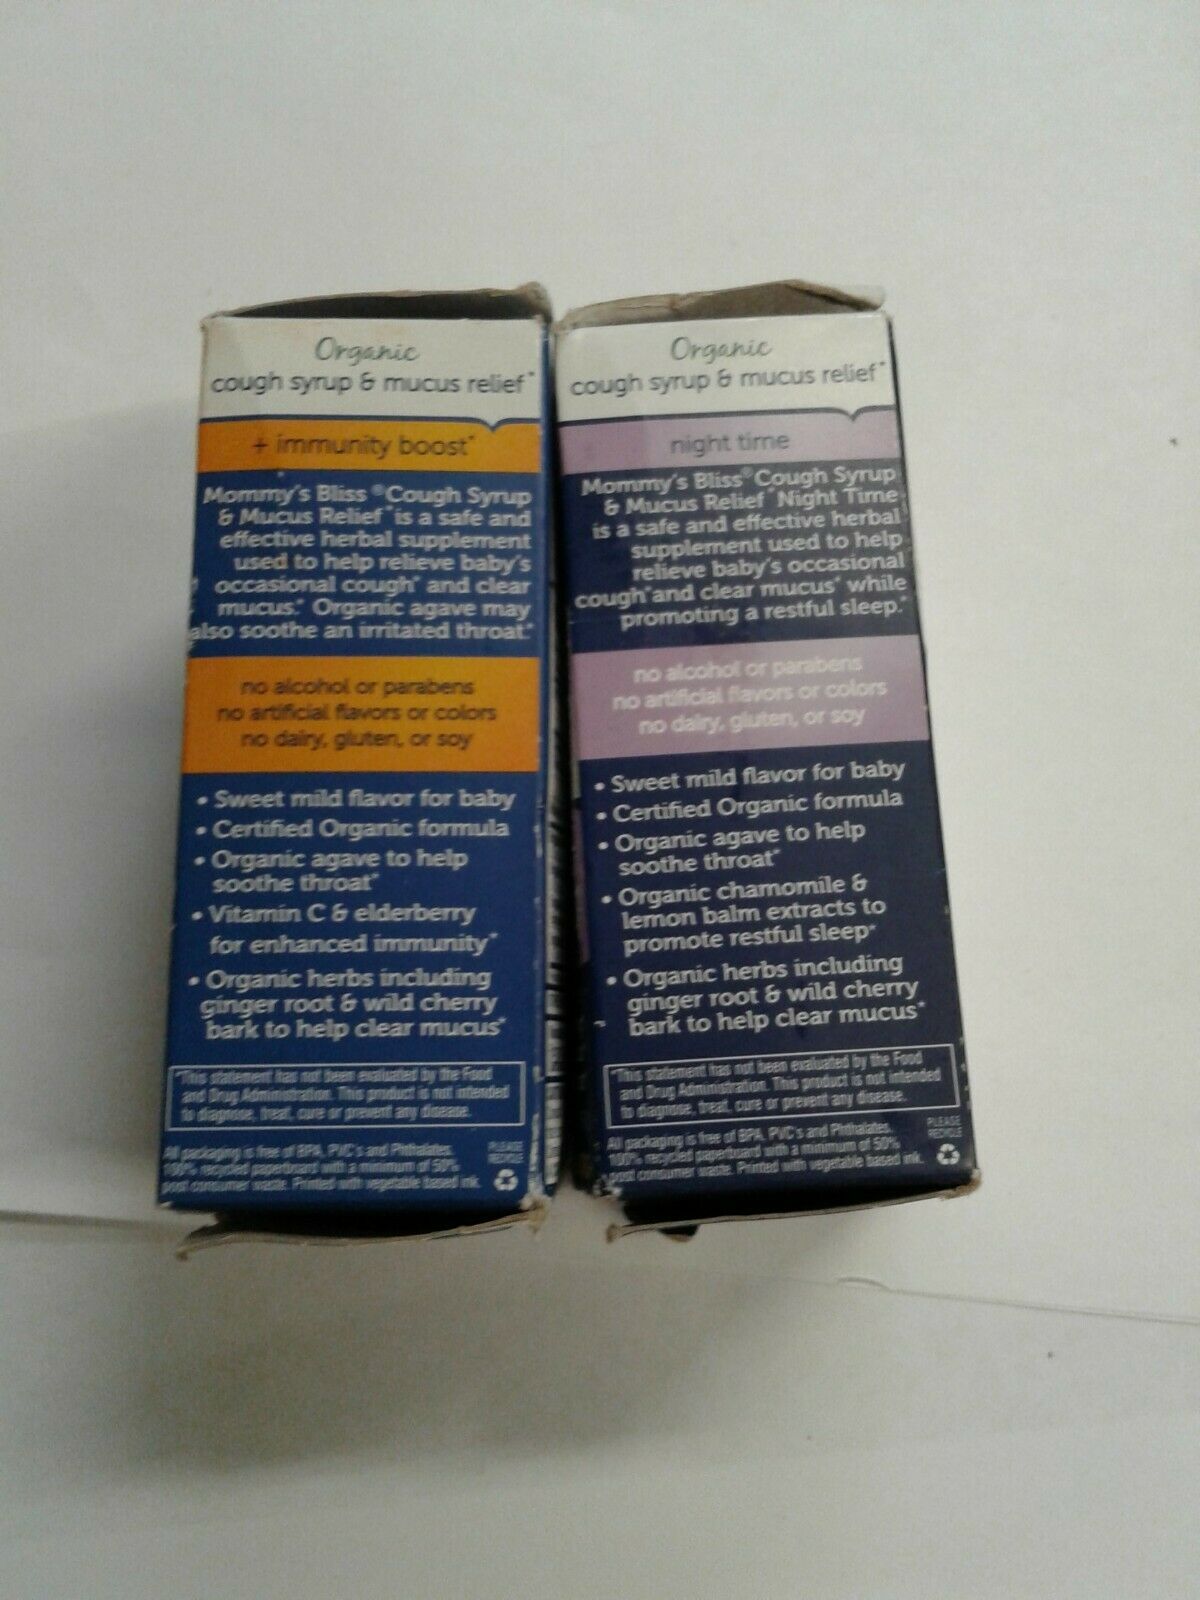 Organic
cough syrup & mucus relief*
+ immunity boost*
Mommy's Bliss® Cough Syrup
& Mucus Relief* is a safe and
effective herbal supplement
used to help relieve baby's
occasional cough* and clear
mucus.* Organic agave may
also soothe an irritated throat.*
no alcohol or parabens
no artificial flavors or colors
no dairy, gluten, or soy
• Sweet mild flavor for baby
• Certified Organic formula
• Organic agave to help
soothe throat*
• Vitamin C & elderberry
for enhanced immunity*
• Organic herbs including
ginger root & wild cherry
bark to help clear mucus*
*This statement has not been evaluated by the Food
and Drug Administration. This product is not intended
to diagnose, treat, cure or prevent any disease.
All packaging is free of BPA, PVC's and Phthalates.
100% recycled paperboard with a minimum of 50%
post consumer waste. Printed with vegetable based ink.
PLEASE
RECYCLE
Organic
cough syrup & mucus relief*
night time
Mommy's Bliss® Cough Syrup
& Mucus Relief* Night Time
is a safe and effective herbal
supplement used to help
relieve baby's occasional
cough* and clear mucus* while
promoting a restful sleep.*
no alcohol or parabens
no artificial flavors or colors
no dairy, gluten, or soy
• Sweet mild flavor for baby
• Certified Organic formula
• Organic agave to help
soothe throat*
• Organic chamomile &
lemon balm extracts to
promote restful sleep*
• Organic herbs including
ginger root & wild cherry
bark to help clear mucus*
*This statement has not been evaluated by the Food
and Drug Administration. This product is not intended
to diagnose, treat, cure or prevent any disease.
All packaging is free of BPA, PVC's and Phthalates.
100% recycled paperboard with a minimum of 50%
post consumer waste. Printed with vegetable based ink.
PLEASE
RECYCLE